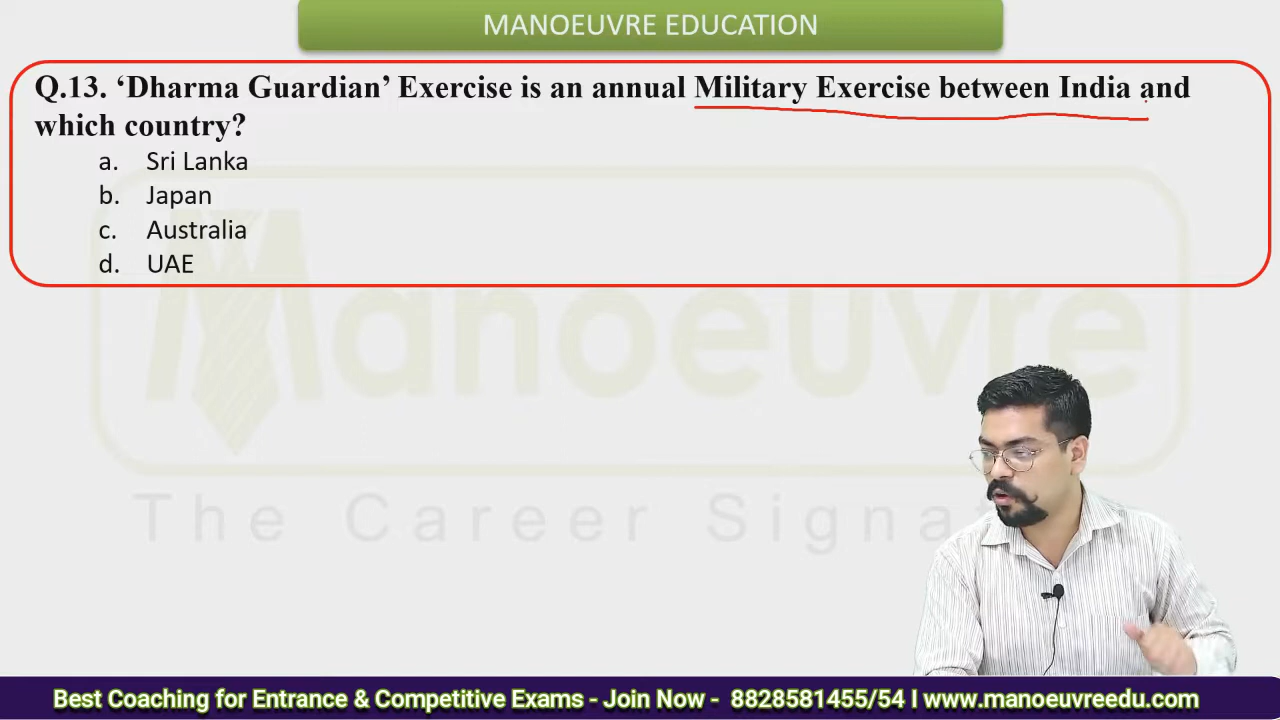 MANOEUVRE EDUCATION
Q.13. ‘Dharma Guardian’ Exercise is an annual Military Exercise between India and
which country?
a. Sri Lanka
b. Japan
c. Australia
d. UAE
Manoeuvre
The Career Signat
Best Coaching for Entrance & Competitive Exams - Join Now - 8828581455/54 I www.manoeuvreedu.com